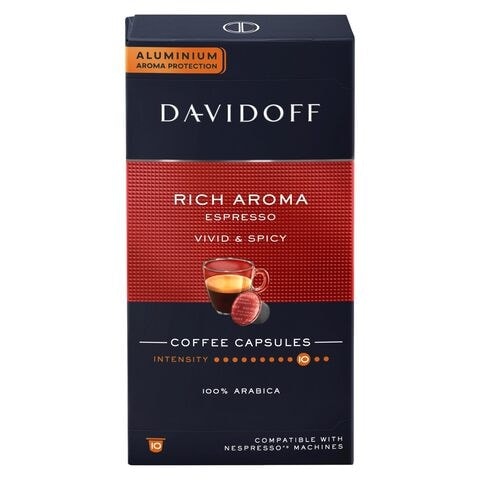 ALUMINIUM
AROMA PROTECTION
DAVIDOFF
RICH AROMA
ESPRESSO
VIVID & SPICY
COFFEE CAPSULES
INTENSITY 10
100% ARABICA
10
COMPATIBLE WITH
NESPRESSO®* MACHINES